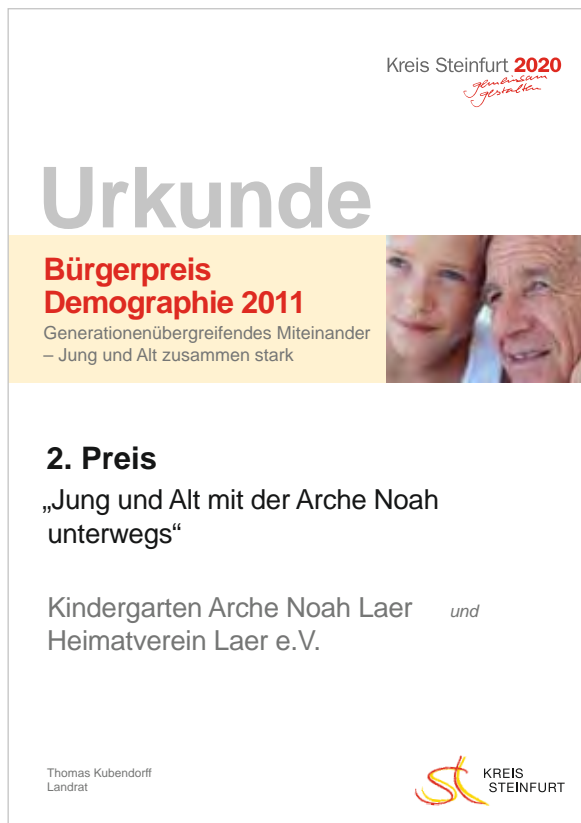 Kreis Steinfurt 2020
gemeinsam
gestalten
Urkunde
Bürgerpreis
Demographie 2011
Generationenübergreifendes Miteinander
– Jung und Alt zusammen stark
2. Preis
„Jung und Alt mit der Arche Noah
unterwegs“
Kindergarten Arche Noah Laer und
Heimatverein Laer e.V.
Thomas Kubendorff
Landrat
st
KREIS
STEINFURT